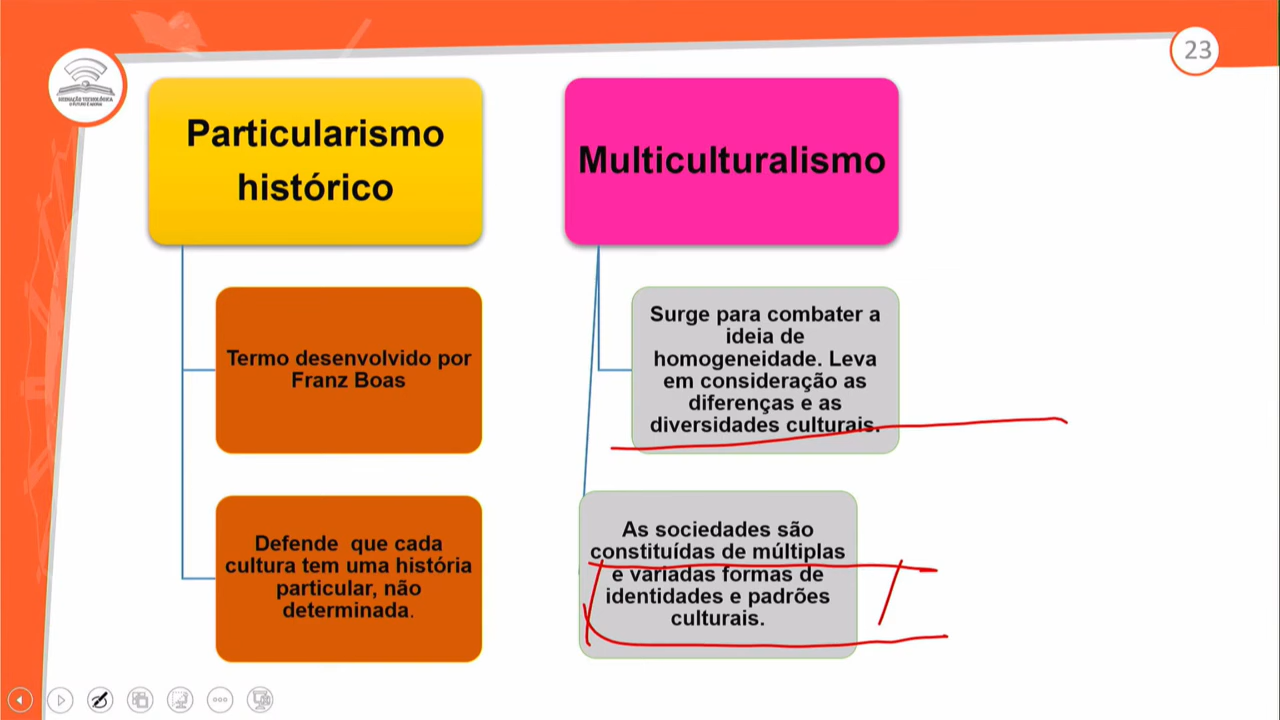 23
Particularismo
histórico
Termo desenvolvido por
Franz Boas
Defende que cada
cultura tem uma história
particular, não
determinada.
Multiculturalismo
Surge para combater a
ideia de
homogeneidade. Leva
em consideração as
diferenças e as
diversidades culturais.
As sociedades são
constituídas de múltiplas
e variadas formas de
identidades e padrões
culturais.